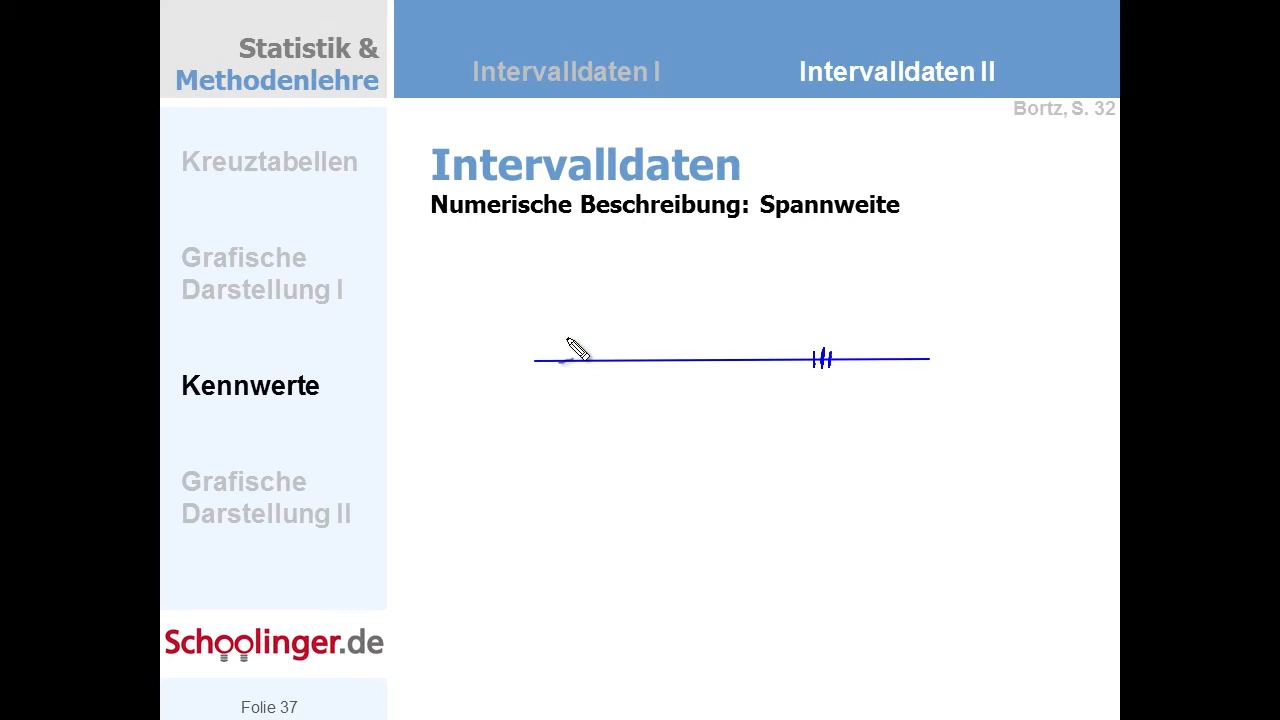 Statistik &
Methodenlehre
Intervalldaten I
Intervalldaten II
Bortz, S. 32
Kreuztabellen
Grafische
Darstellung I
Kennwerte
Grafische
Darstellung II
Intervalldaten
Numerische Beschreibung: Spannweite
Schoolinger.de
Folie 37